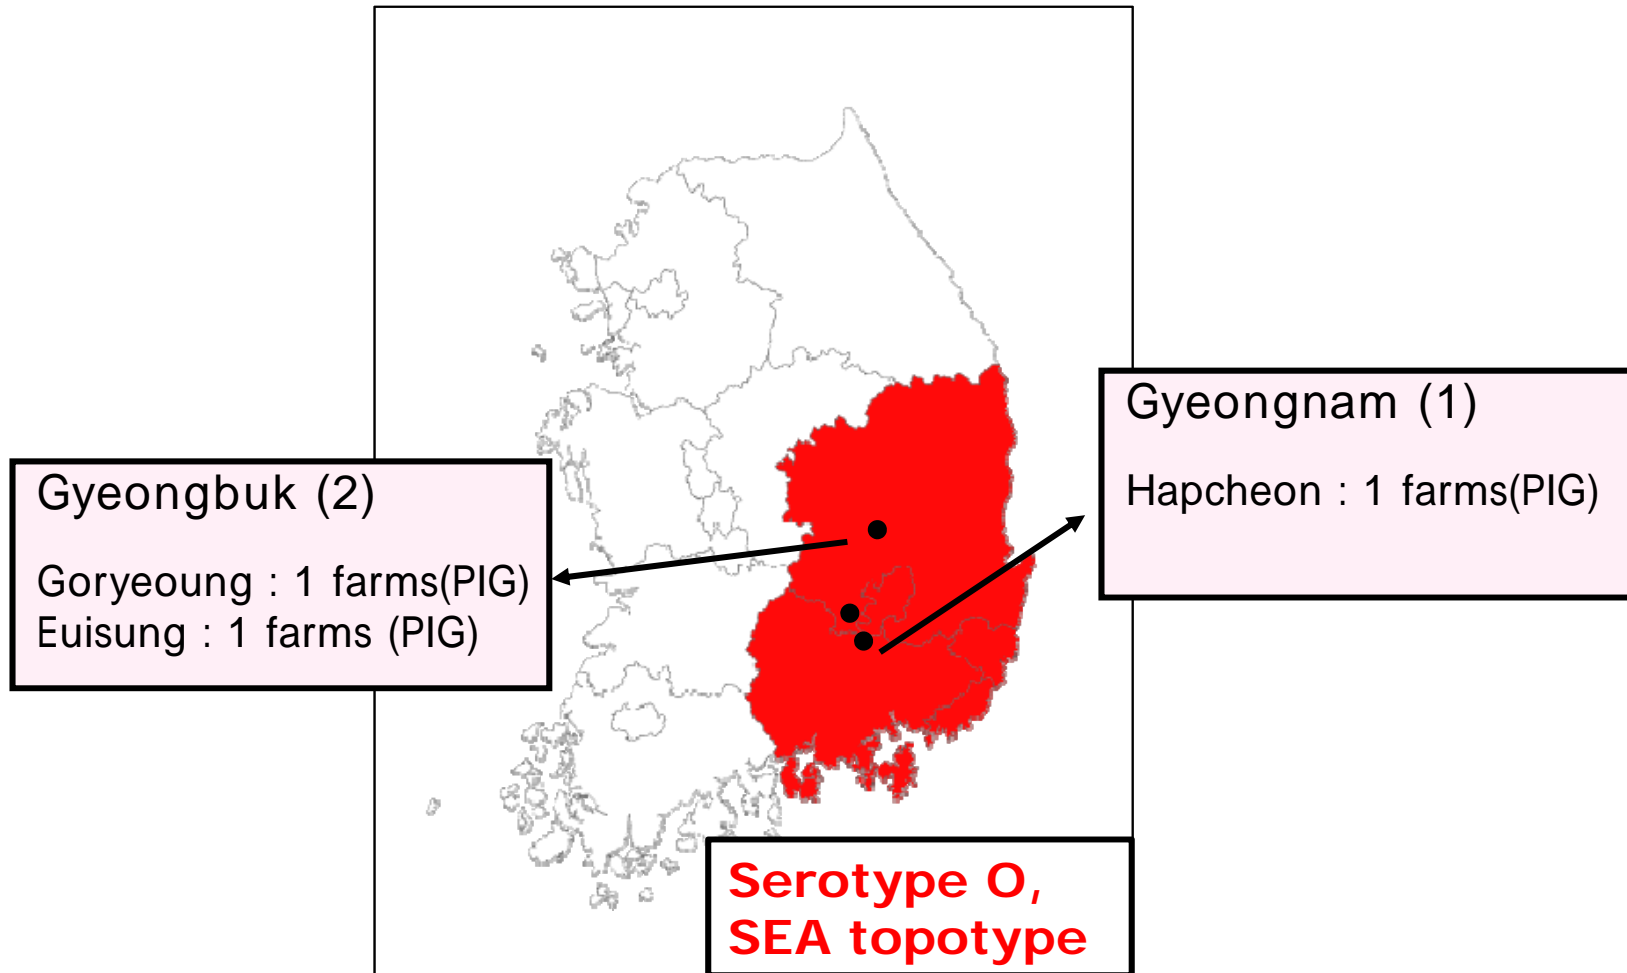 Gyeongbuk (2)
Goryeoung : 1 farms(PIG)
Euisung : 1 farms (PIG)
Gyeongnam (1)
Hapcheon : 1 farms(PIG)
Serotype O,
SEA topotype